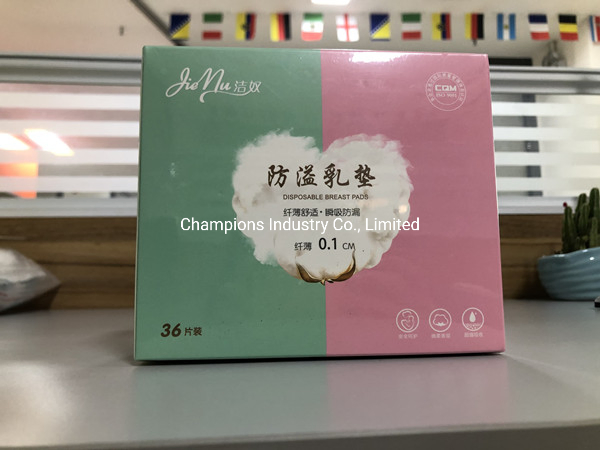 JieNu 洁奴
CQM
防溢乳垫
DISPOSABLE BREAST PADS
纤薄舒适·瞬吸防漏
Champions Industry Co., Limited
纤薄 0.1 CM
36片装